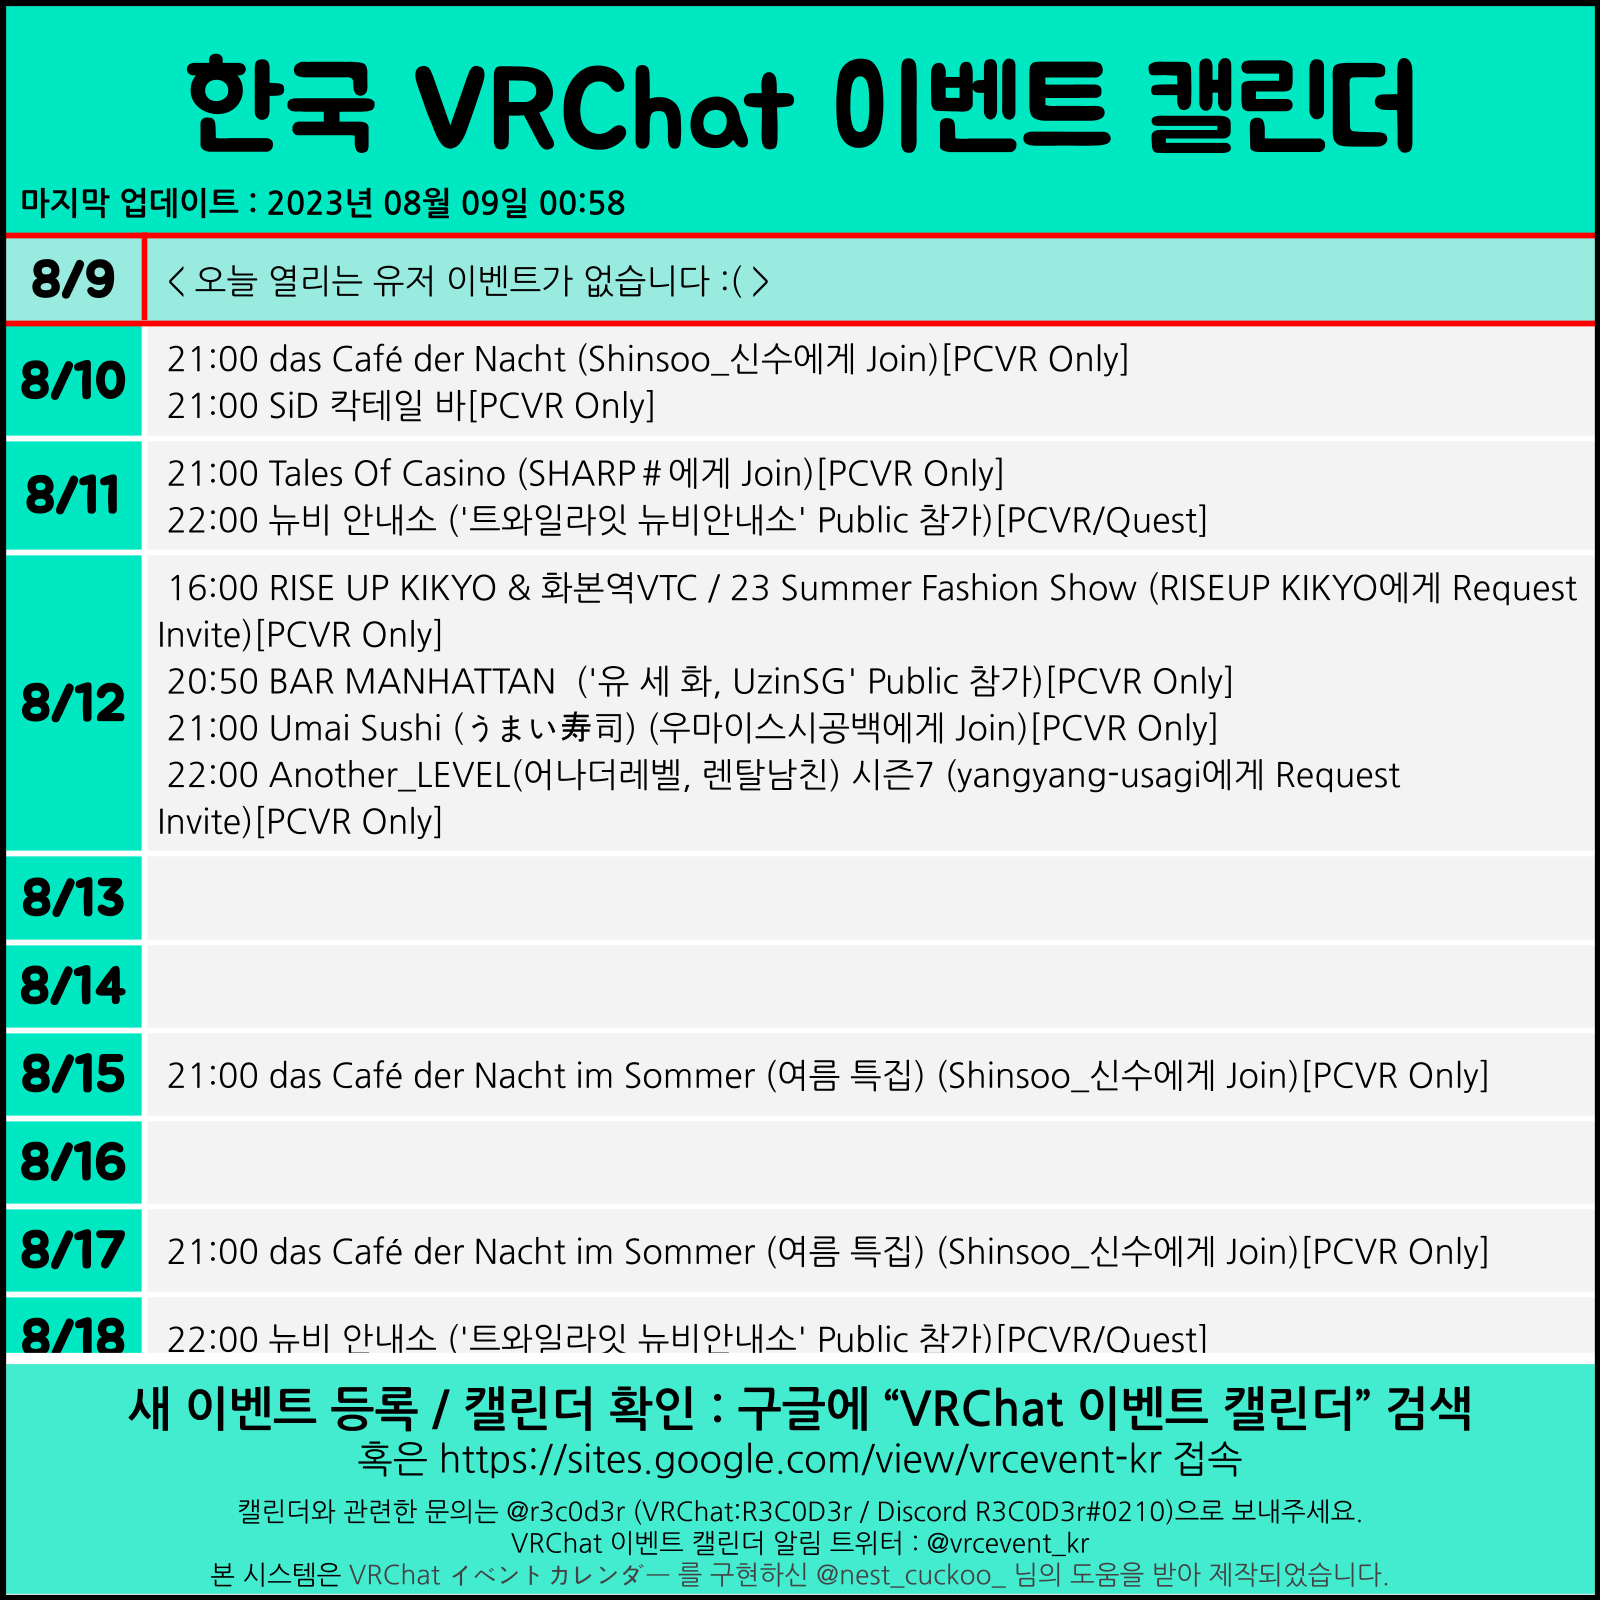 한국 VRChat 이벤트 캘린더
마지막 업데이트 : 2023년 08월 09일 00:58
8/9
< 오늘 열리는 유저 이벤트가 없습니다 :( >
8/10
21:00 das Café der Nacht (Shinsoo_신수에게 Join)[PCVR Only]
21:00 SiD 칵테일 바[PCVR Only]
8/11
21:00 Tales Of Casino (SHARP#에게 Join)[PCVR Only]
22:00 뉴비 안내소 ('트와일라잇 뉴비안내소' Public 참가)[PCVR/Quest]
8/12
16:00 RISE UP KIKYO & 화본역VTC / 23 Summer Fashion Show (RISEUP KIKYO에게 Request
Invite)[PCVR Only]
20:50 BAR MANHATTAN  ('유 세 화, UzinSG' Public 참가)[PCVR Only]
21:00 Umai Sushi (うまい寿司) (우마이스시공백에게 Join)[PCVR Only]
22:00 Another_LEVEL(어나더레벨, 렌탈남친) 시즌7 (yangyang-usagi에게 Request
Invite)[PCVR Only]
8/13
8/14
8/15
21:00 das Café der Nacht im Sommer (여름 특집) (Shinsoo_신수에게 Join)[PCVR Only]
8/16
8/17
21:00 das Café der Nacht im Sommer (여름 특집) (Shinsoo_신수에게 Join)[PCVR Only]
8/18
22:00 뉴비 안내소 ('트와일라잇 뉴비안내소' Public 참가)[PCVR/Quest]
새 이벤트 등록 / 캘린더 확인 : 구글에 “VRChat 이벤트 캘린더” 검색
혹은 https://sites.google.com/view/vrcevent-kr 접속
캘린더와 관련한 문의는 @r3c0d3r (VRChat:R3C0D3r / Discord R3C0D3r#0210)으로 보내주세요.
VRChat 이벤트 캘린더 알림 트위터 : @vrcevent_kr
본 시스템은 VRChat イベントカレンダー 를 구현하신 @nest_cuckoo_ 님의 도움을 받아 제작되었습니다.